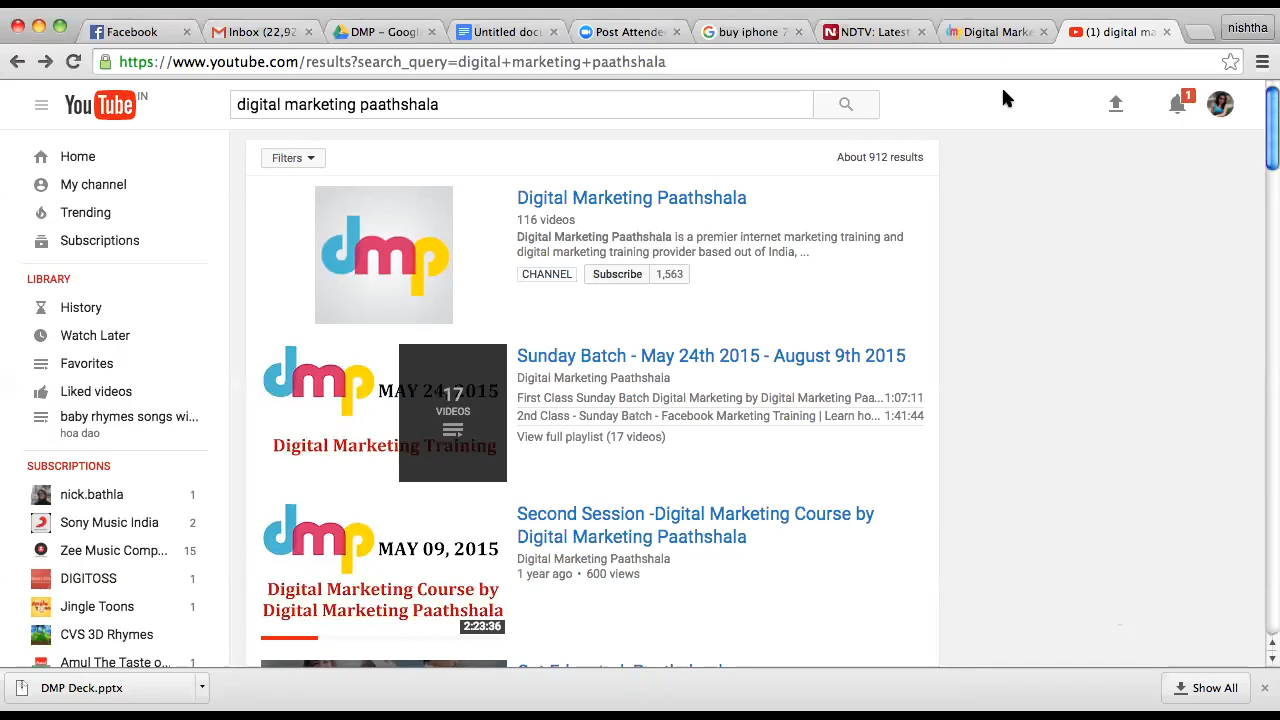 Facebook
Inbox (22,92
DMP – Googl
Untitled docu
Post Attende
buy iphone 7
NDTV: Latest
Digital Marke
(1) digital ma
nishtha
https://www.youtube.com/results?search_query=digital+marketing+paathshala
YouTube IN
digital marketing paathshala
1
Home
My channel
Trending
Subscriptions
LIBRARY
History
Watch Later
Favorites
Liked videos
baby rhymes songs wi...
hoa dao
SUBSCRIPTIONS
nick.bathla 1
Sony Music India 2
Zee Music Comp... 15
DIGITOSS 1
Jingle Toons 1
CVS 3D Rhymes
Amul The Taste o... 1
Filters
About 912 results
dmp
Digital Marketing Paathshala
116 videos
Digital Marketing Paathshala is a premier internet marketing training and
digital marketing training provider based out of India, ...
CHANNEL
Subscribe 1,563
dmp MAY 24, 2015
Digital Marketing Training
17
VIDEOS
Sunday Batch - May 24th 2015 - August 9th 2015
Digital Marketing Paathshala
First Class Sunday Batch Digital Marketing by Digital Marketing Paa... 1:07:11
2nd Class - Sunday Batch - Facebook Marketing Training | Learn ho... 1:41:44
View full playlist (17 videos)
dmp MAY 09, 2015
Digital Marketing Course by
Digital Marketing Paathshala
2:23:36
Second Session -Digital Marketing Course by
Digital Marketing Paathshala
Digital Marketing Paathshala
1 year ago • 600 views
DMP Deck.pptx
Show All